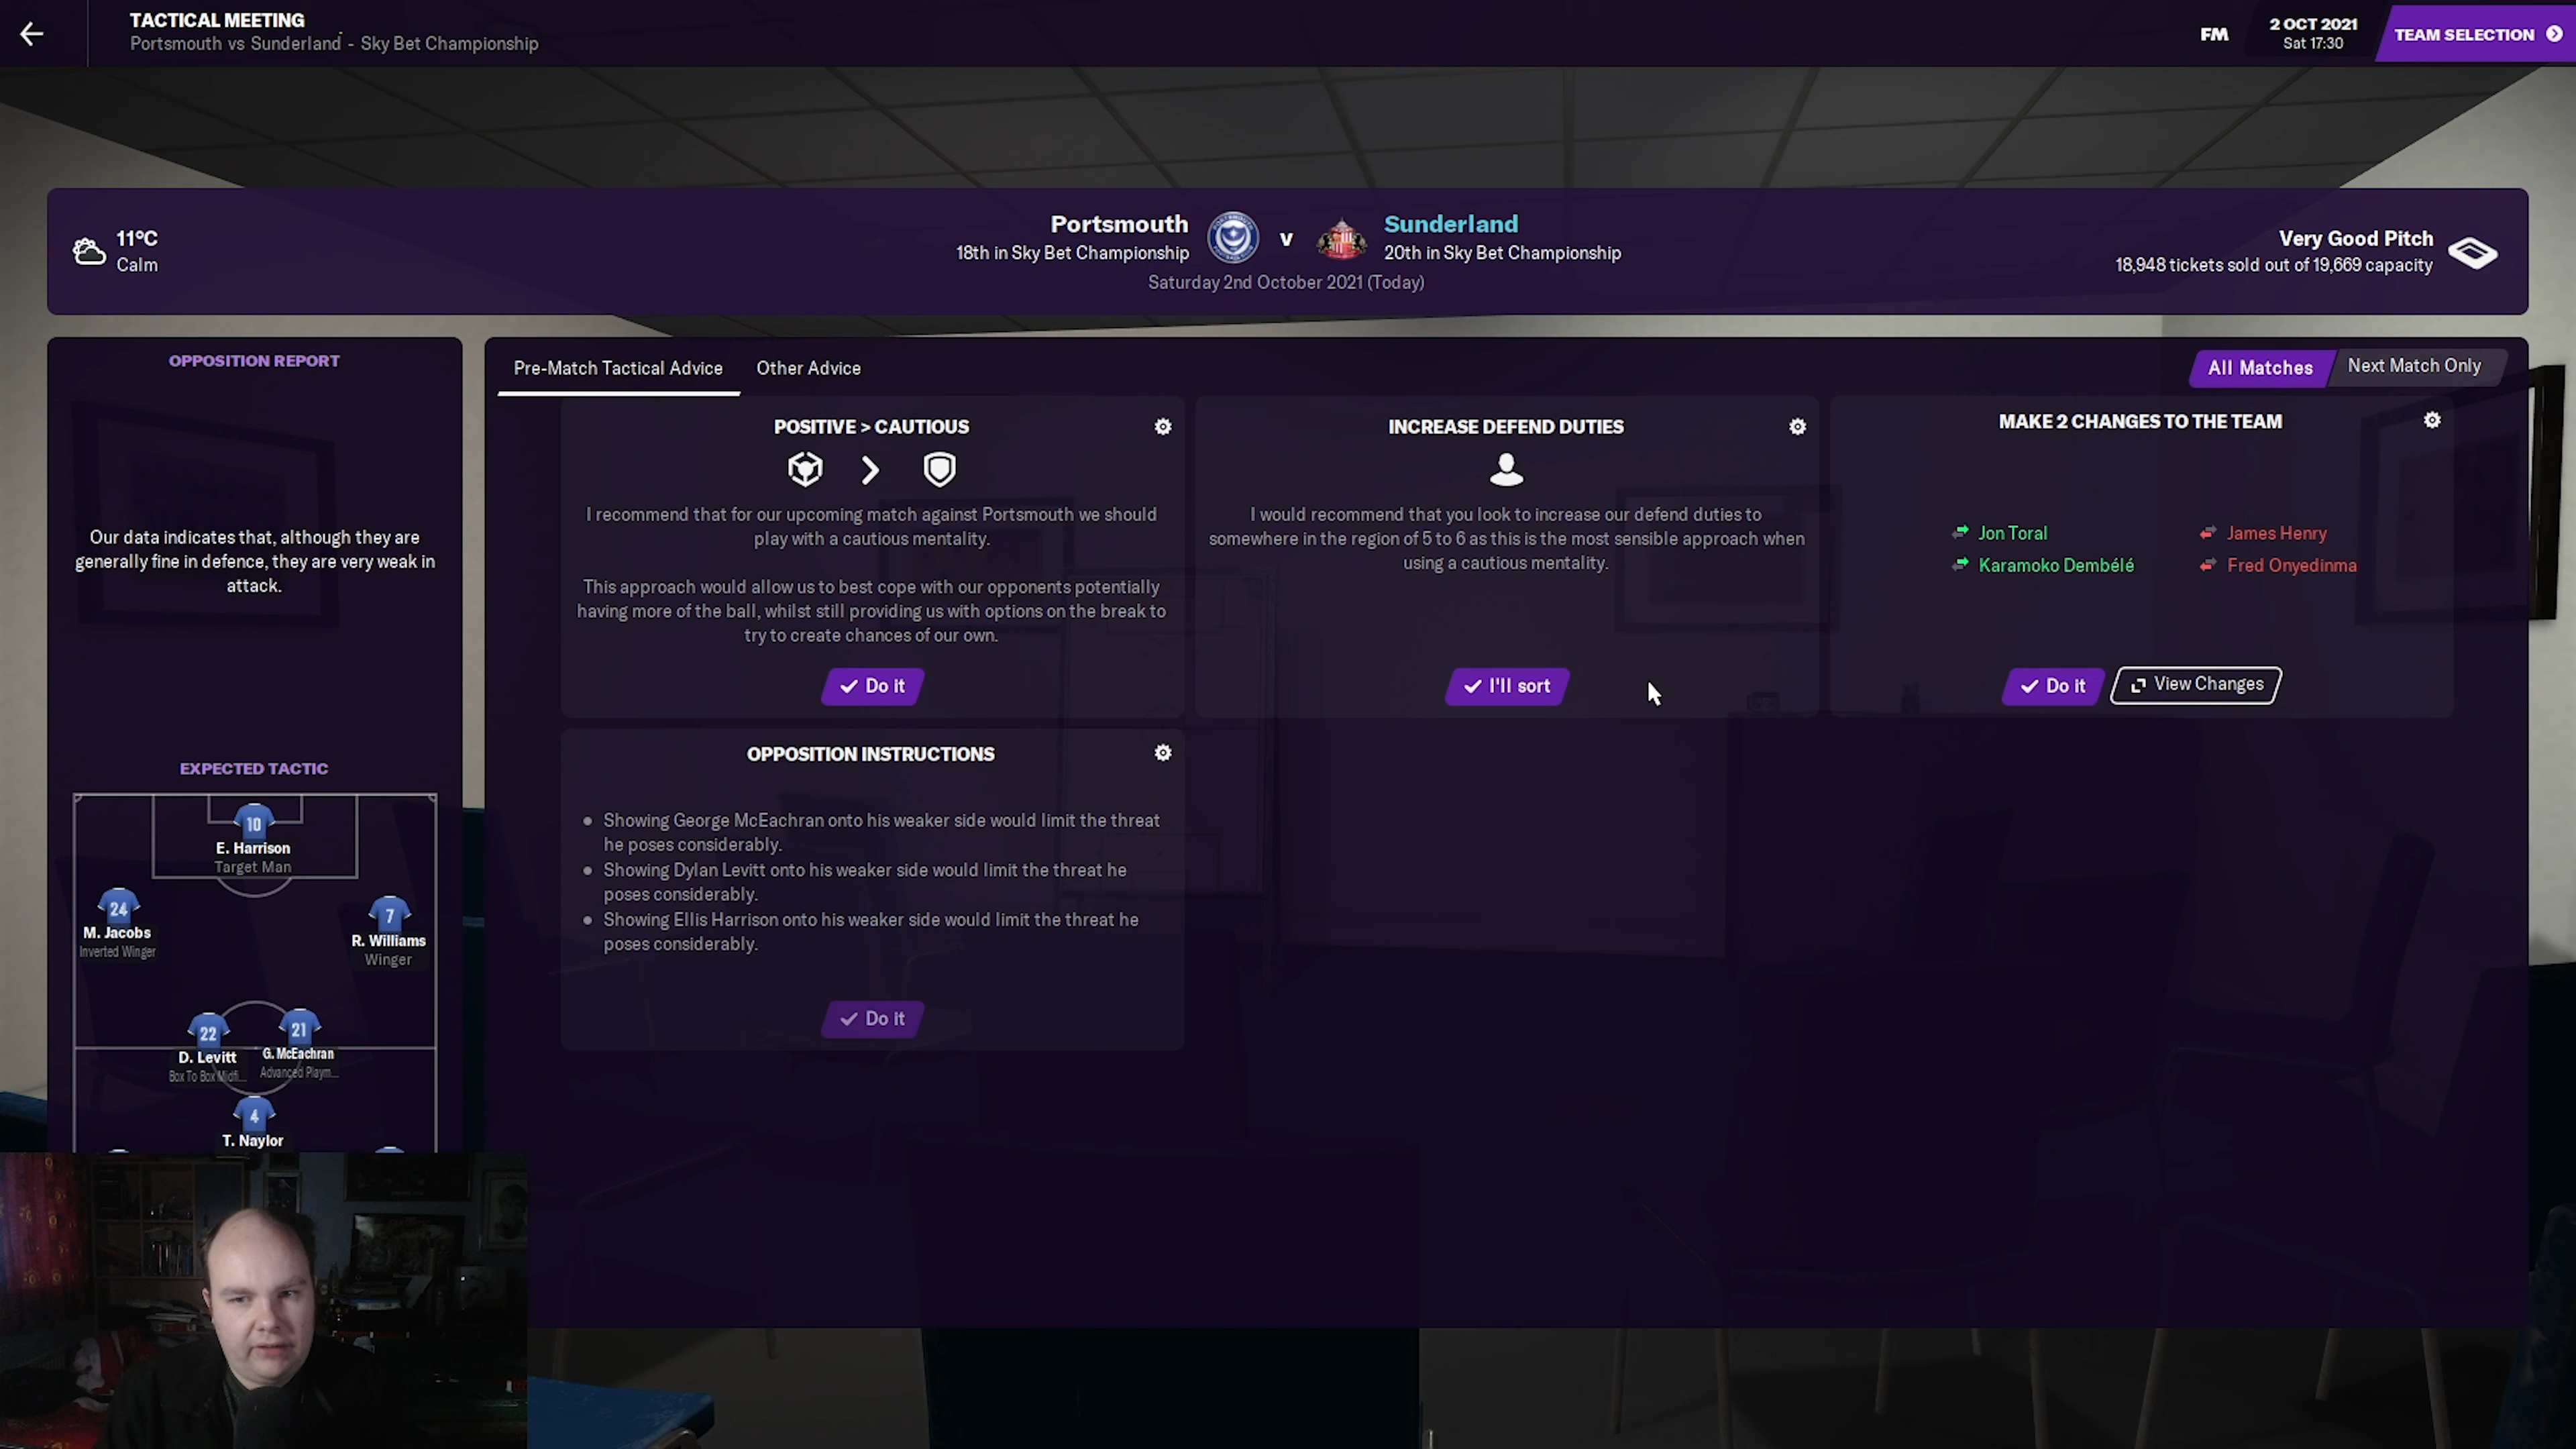 TACTICAL MEETING
Portsmouth vs Sunderland - Sky Bet Championship
FM
2 OCT 2021
Sat 17:30
TEAM SELECTION
11°C
Calm
Portsmouth
18th in Sky Bet Championship
v
Sunderland
20th in Sky Bet Championship
Saturday 2nd October 2021 (Today)
Very Good Pitch
18,948 tickets sold out of 19,669 capacity
OPPOSITION REPORT
Our data indicates that, although they are
generally fine in defence, they are very weak in
attack.
EXPECTED TACTIC
10
E. Harrison
Target Man
24
M. Jacobs
Inverted Winger
7
R. Williams
Winger
22
D. Levitt
Box To Box Midfi...
21
G. McEachran
Advanced Playm...
4
T. Naylor
Pre-Match Tactical Advice
Other Advice
All Matches
Next Match Only
POSITIVE > CAUTIOUS
I recommend that for our upcoming match against Portsmouth we should
play with a cautious mentality.
This approach would allow us to best cope with our opponents potentially
having more of the ball, whilst still providing us with options on the break to
try to create chances of our own.
Do it
INCREASE DEFEND DUTIES
I would recommend that you look to increase our defend duties to
somewhere in the region of 5 to 6 as this is the most sensible approach when
using a cautious mentality.
I'll sort
MAKE 2 CHANGES TO THE TEAM
Jon Toral
James Henry
Karamoko Dembélé
Fred Onyedinma
Do it
View Changes
OPPOSITION INSTRUCTIONS
Showing George McEachran onto his weaker side would limit the threat
he poses considerably.
Showing Dylan Levitt onto his weaker side would limit the threat he
poses considerably.
Showing Ellis Harrison onto his weaker side would limit the threat he
poses considerably.
Do it